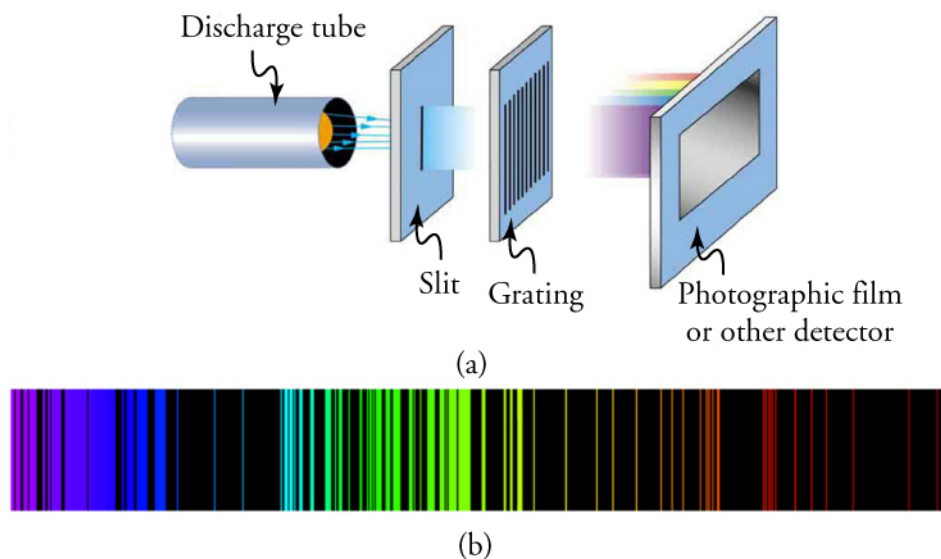 Discharge tube
Slit
Grating
Photographic film
or other detector
(a)
(b)